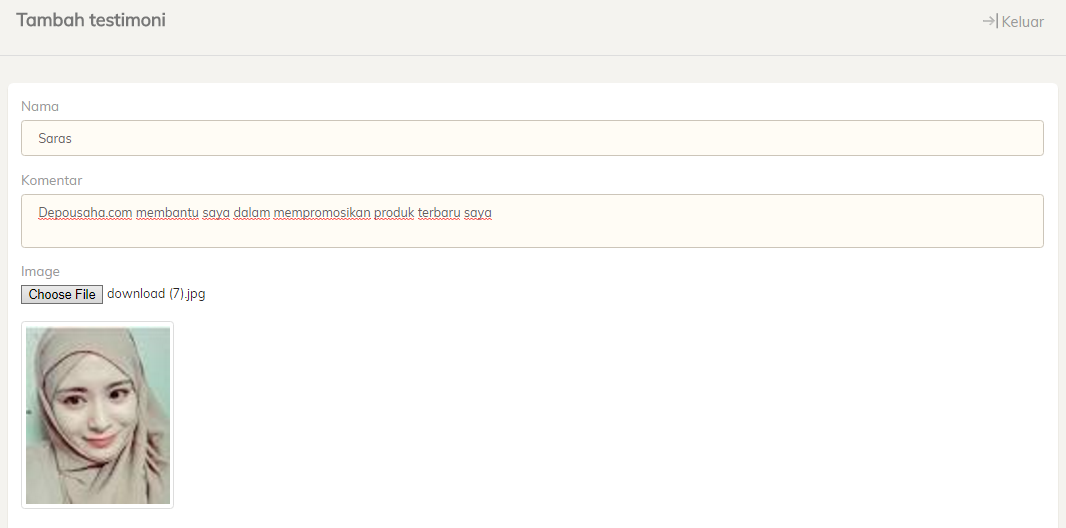 Tambah testimoni
Keluar
Nama
Saras
Komentar
Depousaha.com membantu saya dalam mempromosikan produk terbaru saya
Image
Choose File download (7).jpg